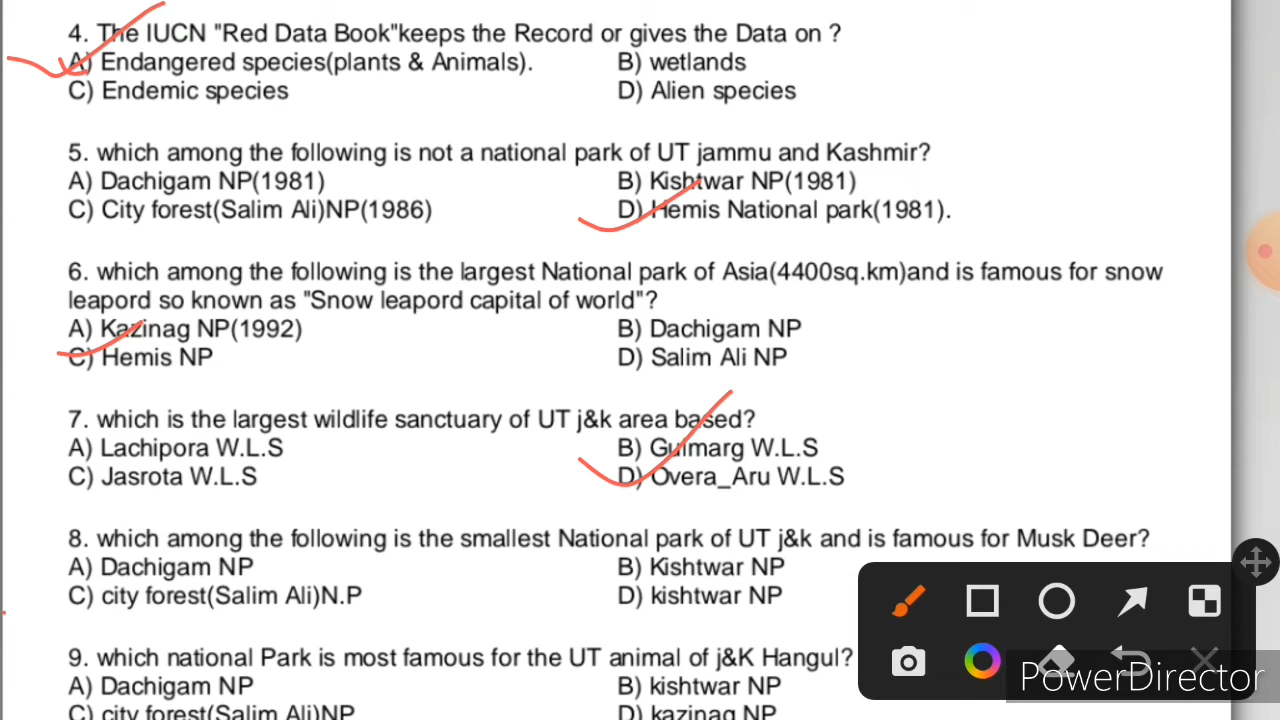 4. The IUCN "Red Data Book"keeps the Record or gives the Data on ?
A) Endangered species(plants & Animals). B) wetlands
C) Endemic species D) Alien species
5. which among the following is not a national park of UT jammu and Kashmir?
A) Dachigam NP(1981) B) Kishtwar NP(1981)
C) City forest(Salim Ali)NP(1986) D) Hemis National park(1981).
6. which among the following is the largest National park of Asia(4400sq.km)and is famous for snow
leapord so known as "Snow leapord capital of world"?
A) Kazinag NP(1992) B) Dachigam NP
C) Hemis NP D) Salim Ali NP
7. which is the largest wildlife sanctuary of UT j&k area based?
A) Lachipora W.L.S B) Gulmarg W.L.S
C) Jasrota W.L.S D) Overa_Aru W.L.S
8. which among the following is the smallest National park of UT j&k and is famous for Musk Deer?
A) Dachigam NP B) Kishtwar NP
C) city forest(Salim Ali)N.P D) kishtwar NP
9. which national Park is most famous for the UT animal of j&K Hangul?
A) Dachigam NP B) kishtwar NP
C) city forest(Salim Ali)NP D) kazinag NP
PowerDirector